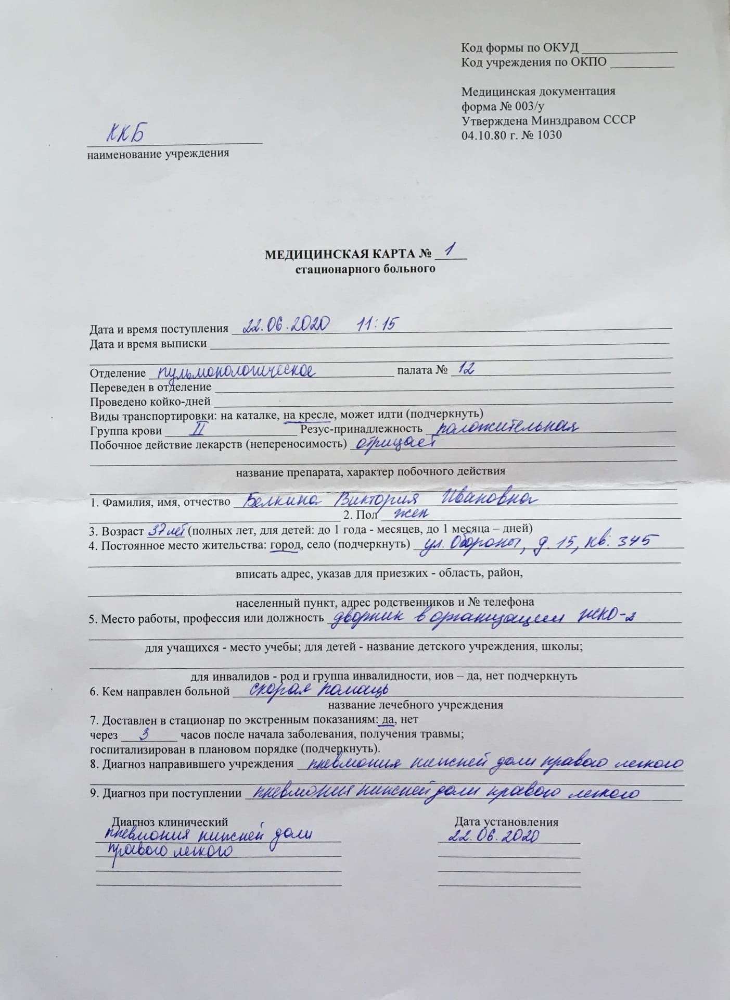 Код формы по ОКУД
Код учреждения по ОКПО
Медицинская документация
форма № 003/у
Утверждена Минздравом СССР
04.10.80 г. № 1030
ККБ
наименование учреждения
МЕДИЦИНСКАЯ КАРТА № 1
стационарного больного
Дата и время поступления 22.06.2020 11:15
Дата и время выписки
Отделение пульмонологическое палата № 12
Переведен в отделение
Проведено койко-дней
Виды транспортировки: на каталке, на кресле, может идти (подчеркнуть)
Группа крови II Резус-принадлежность положительная
Побочное действие лекарств (непереносимость) отрицает
название препарата, характер побочного действия
1. Фамилия, имя, отчество Белкина Виктория Ивановна
2. Пол жен
3. Возраст 37 лет (полных лет, для детей: до 1 года - месяцев, до 1 месяца – дней)
4. Постоянное место жительства: город, село (подчеркнуть) ул. Обороны, д. 15, кв. 345
вписать адрес, указав для приезжих - область, район,
населенный пункт, адрес родственников и № телефона
5. Место работы, профессия или должность дворник в организации ЖКО-2
для учащихся - место учебы; для детей - название детского учреждения, школы;
для инвалидов - род и группа инвалидности, иов – да, нет подчеркнуть
6. Кем направлен больной скорая помощь
название лечебного учреждения
7. Доставлен в стационар по экстренным показаниям: да, нет
через 3 часов после начала заболевания, получения травмы;
госпитализирован в плановом порядке (подчеркнуть).
8. Диагноз направившего учреждения пневмония нижней доли правого легкого
9. Диагноз при поступлении пневмония нижней доли правого легкого
Диагноз клинический Дата установления
пневмония нижней доли 22.06.2020
правого легкого